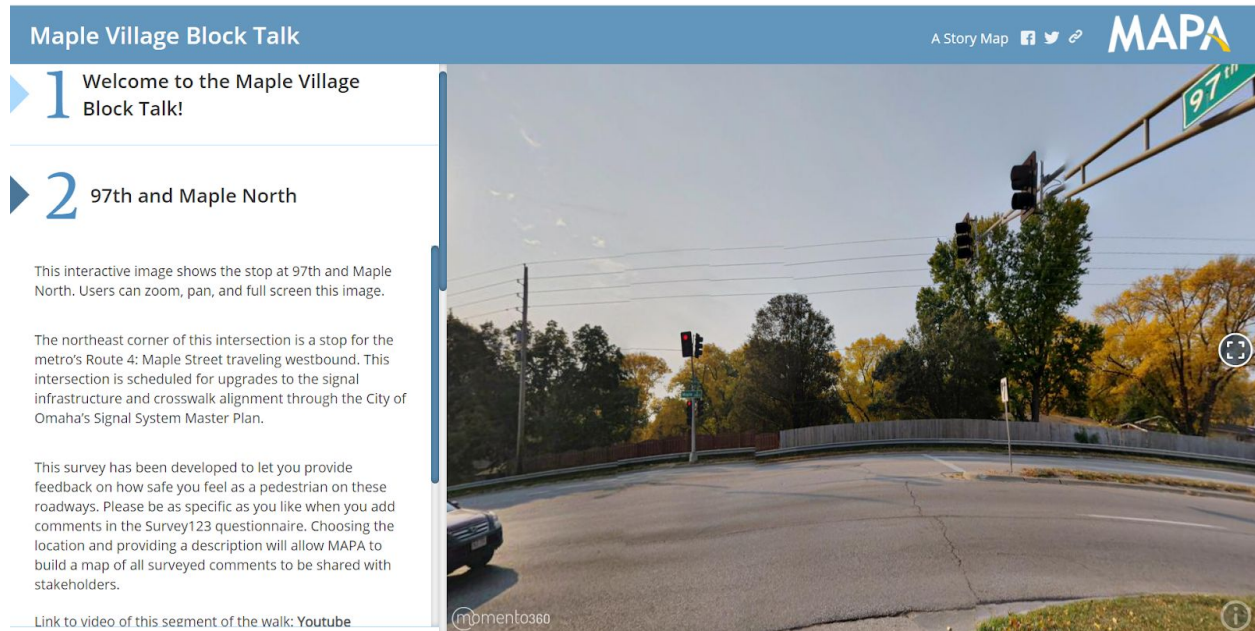 Maple Village Block Talk
A Story Map
MAPA
1
Welcome to the Maple Village
Block Talk!
2
97th and Maple North
This interactive image shows the stop at 97th and Maple
North. Users can zoom, pan, and full screen this image.
The northeast corner of this intersection is a stop for the
metro's Route 4: Maple Street traveling westbound. This
intersection is scheduled for upgrades to the signal
infrastructure and crosswalk alignment through the City of
Omaha's Signal System Master Plan.
This survey has been developed to let you provide
feedback on how safe you feel as a pedestrian on these
roadways. Please be as specific as you like when you add
comments in the Survey123 questionnaire. Choosing the
location and providing a description will allow MAPA to
build a map of all surveyed comments to be shared with
stakeholders.
Link to video of this segment of the walk: Youtube
97th
momento360